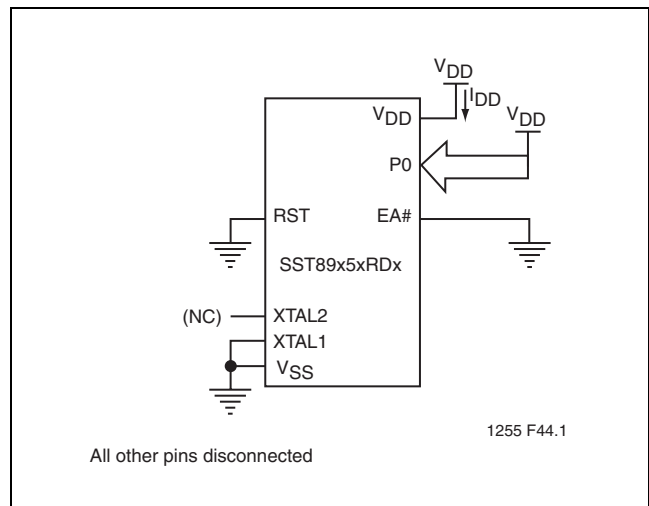 VDD
IDD
VDD
VDD
P0
RST
EA#
SST89x5xRDx
(NC)
XTAL2
XTAL1
VSS
1255 F44.1
All other pins disconnected